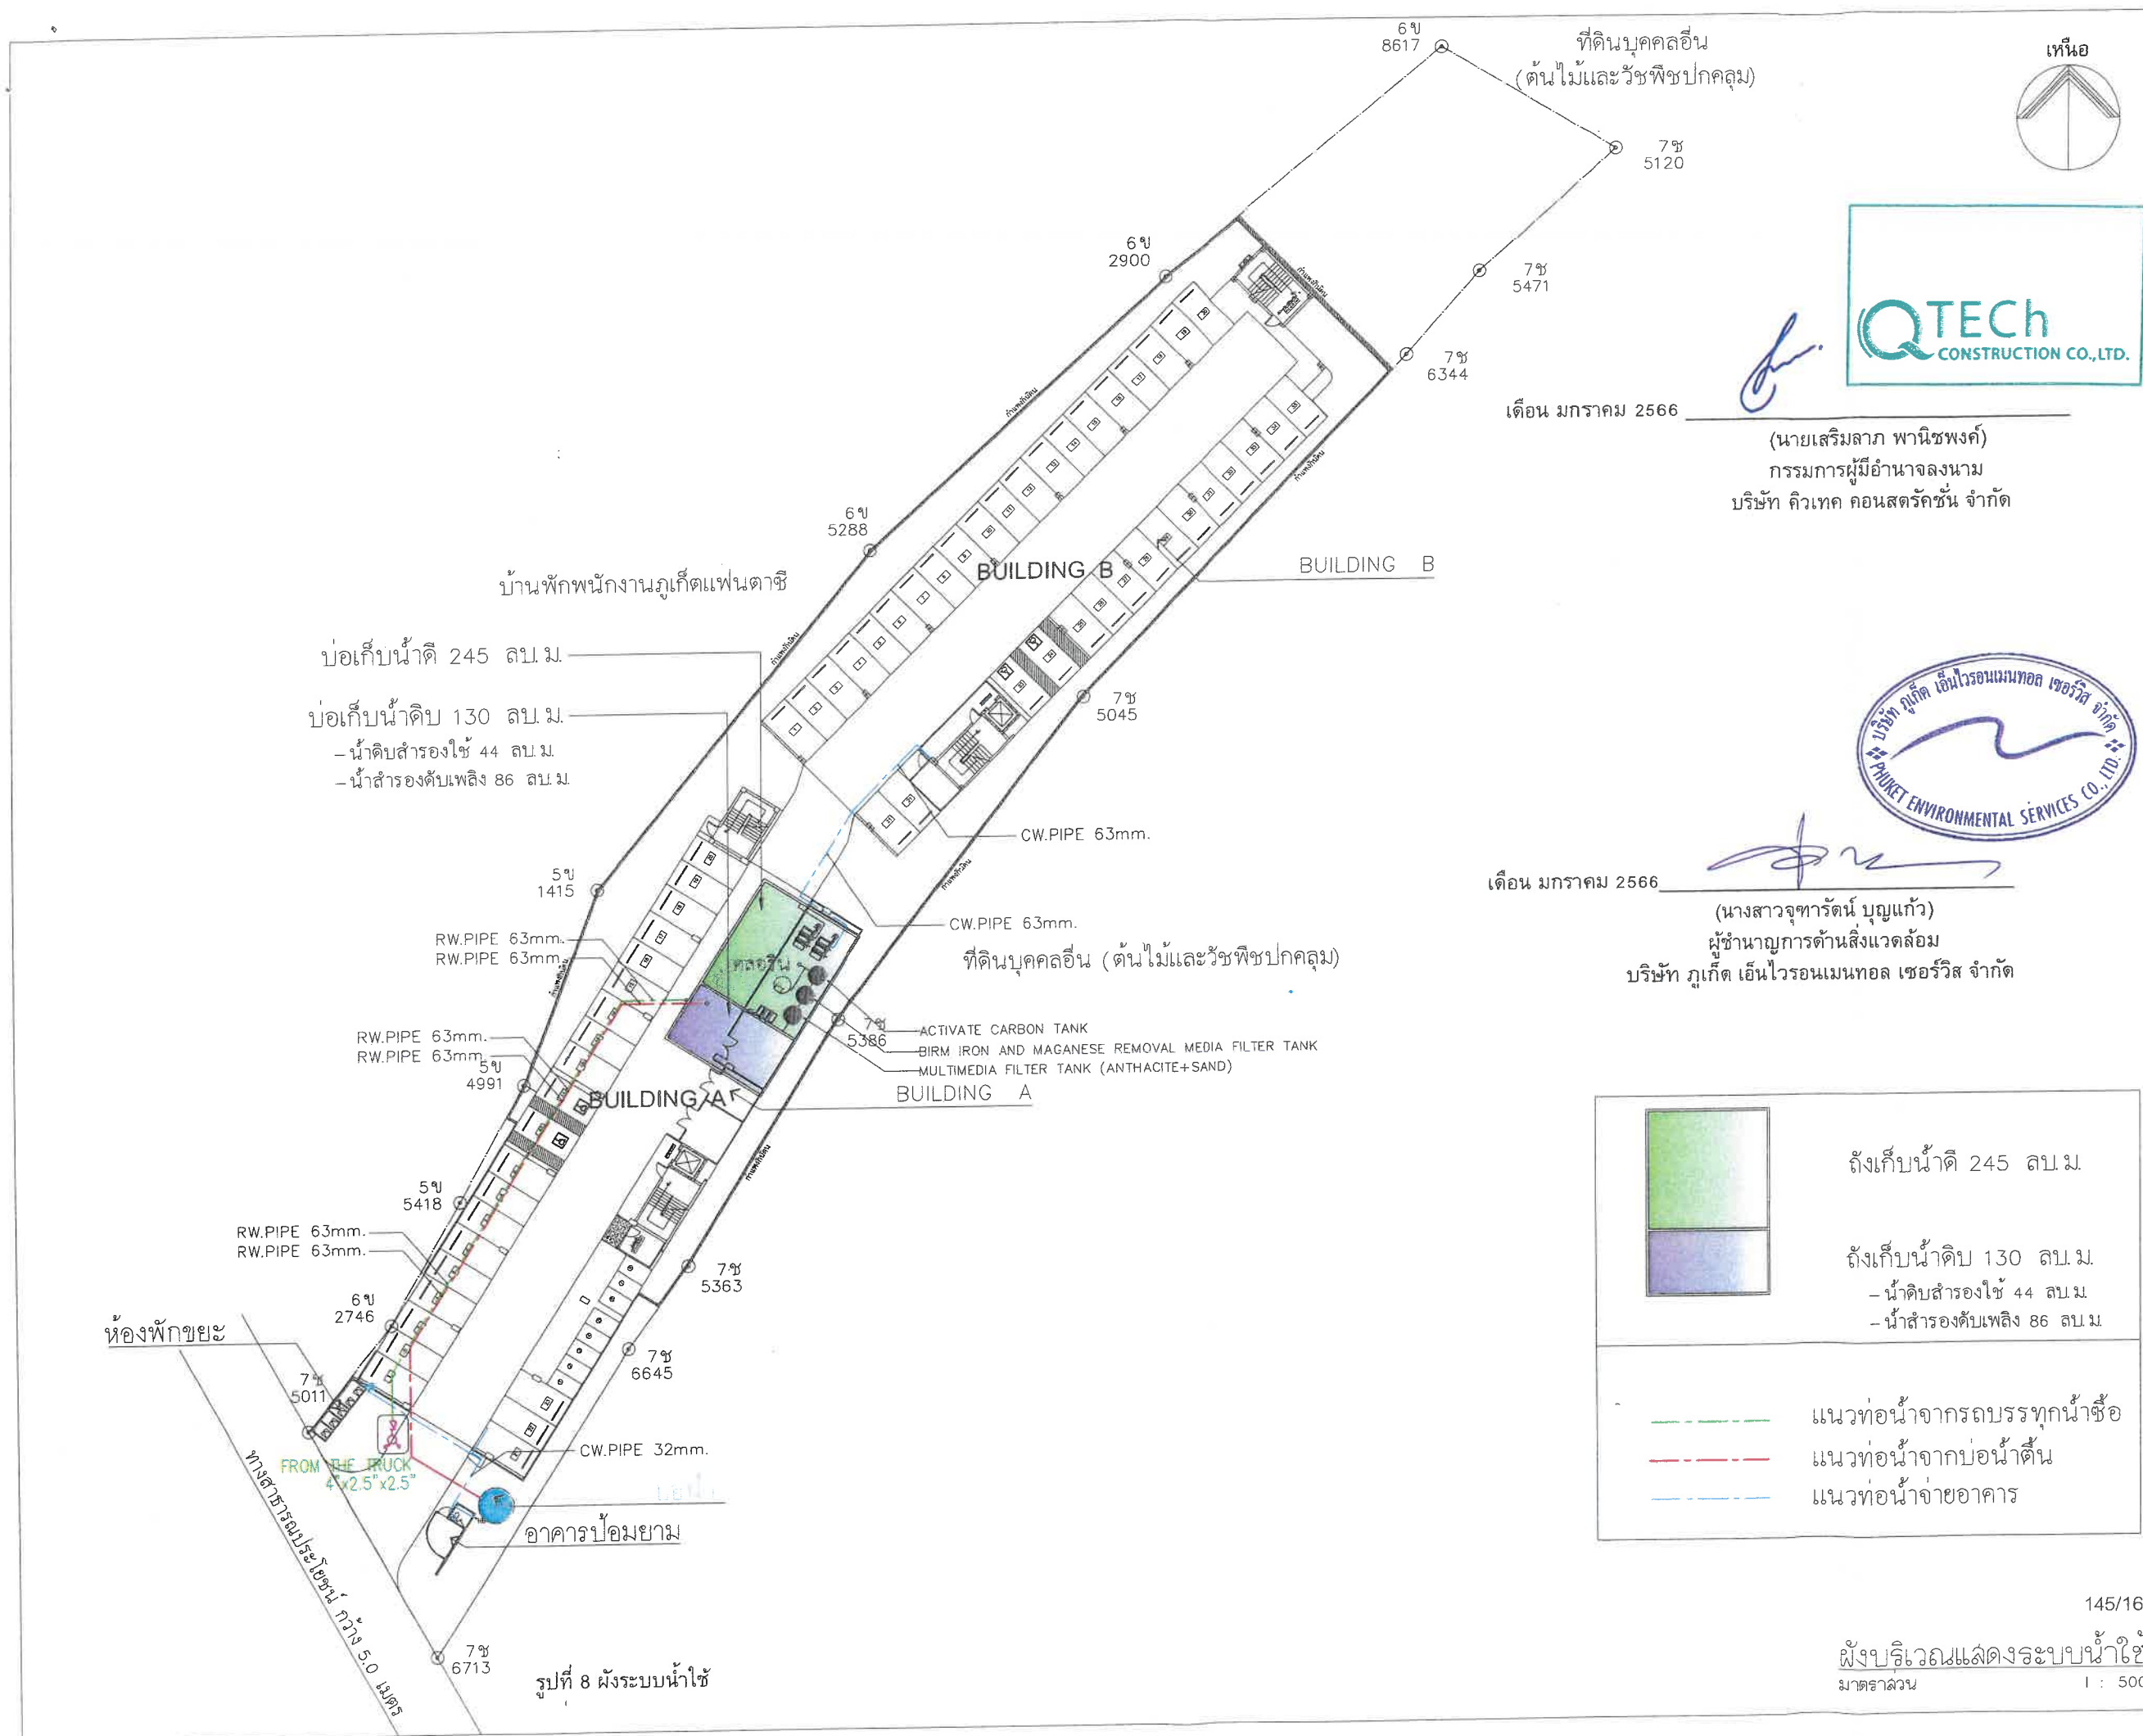 6ข
8617
ที่ดินบุคคลอื่น
(ต้นไม้และวัชพืชปกคลุม)
เหนือ
7ช
5120
6ข
2900
7ช
5471
7ช
6344
QTECh
CONSTRUCTION CO.,LTD.
เดือน มกราคม 2566
(นายเสริมลาภ พานิชพงค์)
กรรมการผู้มีอำนาจลงนาม
บริษัท คิวเทค คอนสตรัคชั่น จำกัด
6ข
5288
BUILDING B
BUILDING B
บ้านพักพนักงานภูเก็ตแฟนตาซี
บ่อเก็บน้ำดี 245 ลบ.ม.
บ่อเก็บน้ำดิบ 130 ลบ.ม.
-น้ำดิบสำรองใช้ 44 ลบ.ม.
-น้ำสำรองดับเพลิง 86 ลบ.ม.
7ช
5045
บริษัท ภูเก็ต เอ็นไวรอนเมนทอล เซอร์วิส จำกัด
PHUKET ENVIRONMENTAL SERVICES CO., LTD.
CW.PIPE 63mm.
เดือน มกราคม 2566
(นางสาวจุฑารัตน์ บุญแก้ว)
ผู้ชำนาญการด้านสิ่งแวดล้อม
บริษัท ภูเก็ต เอ็นไวรอนเมนทอล เซอร์วิส จำกัด
5ข
1415
CW.PIPE 63mm.
RW.PIPE 63mm.
RW.PIPE 63mm.
ที่ดินบุคคลอื่น (ต้นไม้และวัชพืชปกคลุม)
คลอรีน
7ช
5386
ACTIVATE CARBON TANK
BIRM IRON AND MAGANESE REMOVAL MEDIA FILTER TANK
MULTIMEDIA FILTER TANK (ANTHACITE+SAND)
RW.PIPE 63mm.
RW.PIPE 63mm.
5ข
4991
BUILDING A
BUILDING A
ถังเก็บน้ำดี 245 ลบ.ม.
ถังเก็บน้ำดิบ 130 ลบ.ม.
-น้ำดิบสำรองใช้ 44 ลบ.ม.
-น้ำสำรองดับเพลิง 86 ลบ.ม.
5ข
5418
RW.PIPE 63mm.
RW.PIPE 63mm.
7ช
5363
6ข
2746
ห้องพักขยะ
7ช
6645
7ช
5011
แนวท่อน้ำจากรถบรรทุกน้ำซื้อ
แนวท่อน้ำจากบ่อน้ำตื้น
แนวท่อน้ำจ่ายอาคาร
FROM THE TRUCK
4"x2.5"x2.5"
CW.PIPE 32mm.
บ่อน้ำ
อาคารป้อมยาม
ทางสาธารณประโยชน์ กว้าง 5.0 เมตร
7ช
6713
รูปที่ 8 ผังระบบน้ำใช้
145/16
ผังบริเวณแสดงระบบน้ำใช้
มาตราส่วน 1 : 500